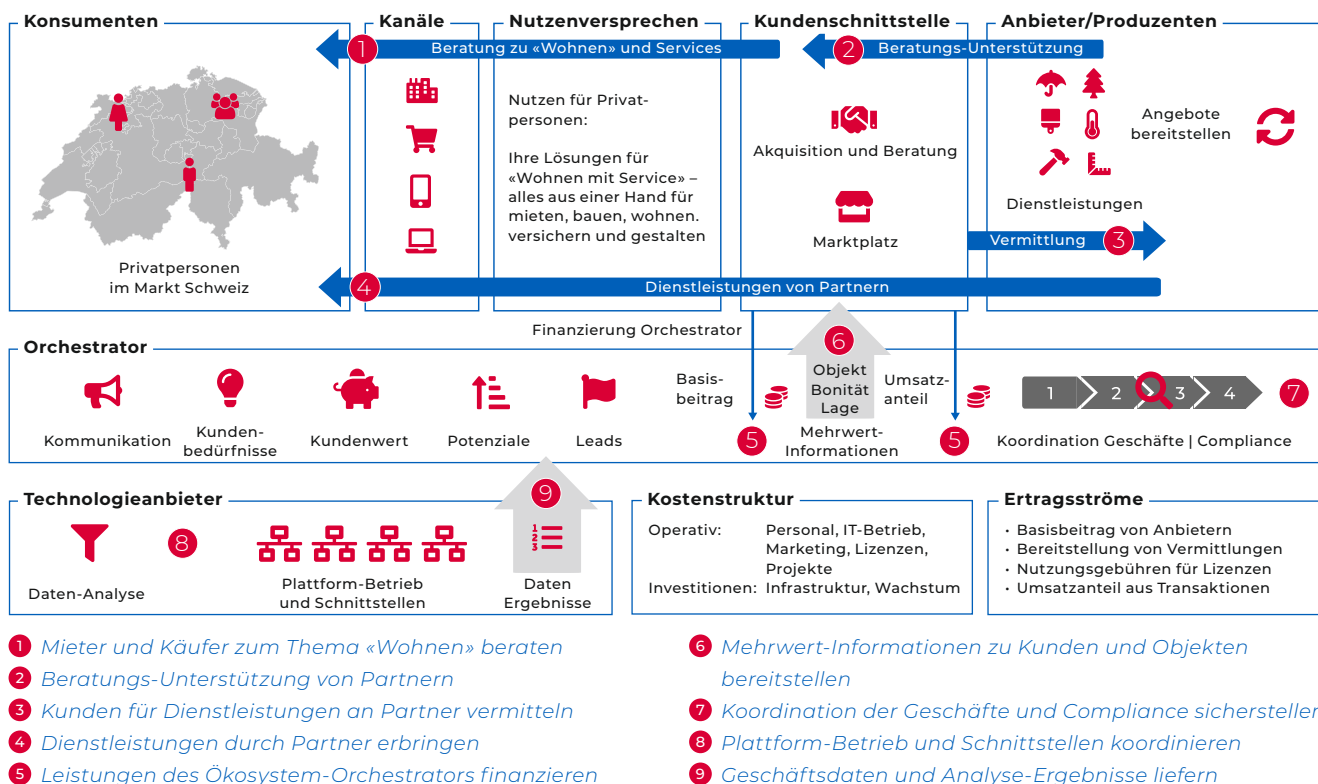 Konsumenten
Kanäle
Nutzenversprechen
Kundenschnittstelle
Anbieter/Produzenten
1
Beratung zu «Wohnen» und Services
2
Beratungs-Unterstützung
Nutzen für Privat-
personen:
Ihre Lösungen für
«Wohnen mit Service» –
alles aus einer Hand für
mieten, bauen, wohnen.
versichern und gestalten
Akquisition und Beratung
Marktplatz
Angebote
bereitstellen
Dienstleistungen
Vermittlung
3
Privatpersonen
im Markt Schweiz
4
Dienstleistungen von Partnern
Finanzierung Orchestrator
Orchestrator
Kommunikation
Kunden-
bedürfnisse
Kundenwert
Potenziale
Leads
Basis-
beitrag
5
6
Objekt
Bonität
Lage
Mehrwert-
Informationen
Umsatz-
anteil
5
1 2 3 4
7
Koordination Geschäfte | Compliance
Technologieanbieter
Daten-Analyse
8
Plattform-Betrieb
und Schnittstellen
9
1
2
3
Daten
Ergebnisse
Kostenstruktur
Operativ: Personal, IT-Betrieb,
Marketing, Lizenzen,
Projekte
Investitionen: Infrastruktur, Wachstum
Ertragsströme
· Basisbeitrag von Anbietern
· Bereitstellung von Vermittlungen
· Nutzungsgebühren für Lizenzen
· Umsatzanteil aus Transaktionen
1 Mieter und Käufer zum Thema «Wohnen» beraten
2 Beratungs-Unterstützung von Partnern
3 Kunden für Dienstleistungen an Partner vermitteln
4 Dienstleistungen durch Partner erbringen
5 Leistungen des Ökosystem-Orchestrators finanzieren
6 Mehrwert-Informationen zu Kunden und Objekten
bereitstellen
7 Koordination der Geschäfte und Compliance sicherstellen
8 Plattform-Betrieb und Schnittstellen koordinieren
9 Geschäftsdaten und Analyse-Ergebnisse liefern